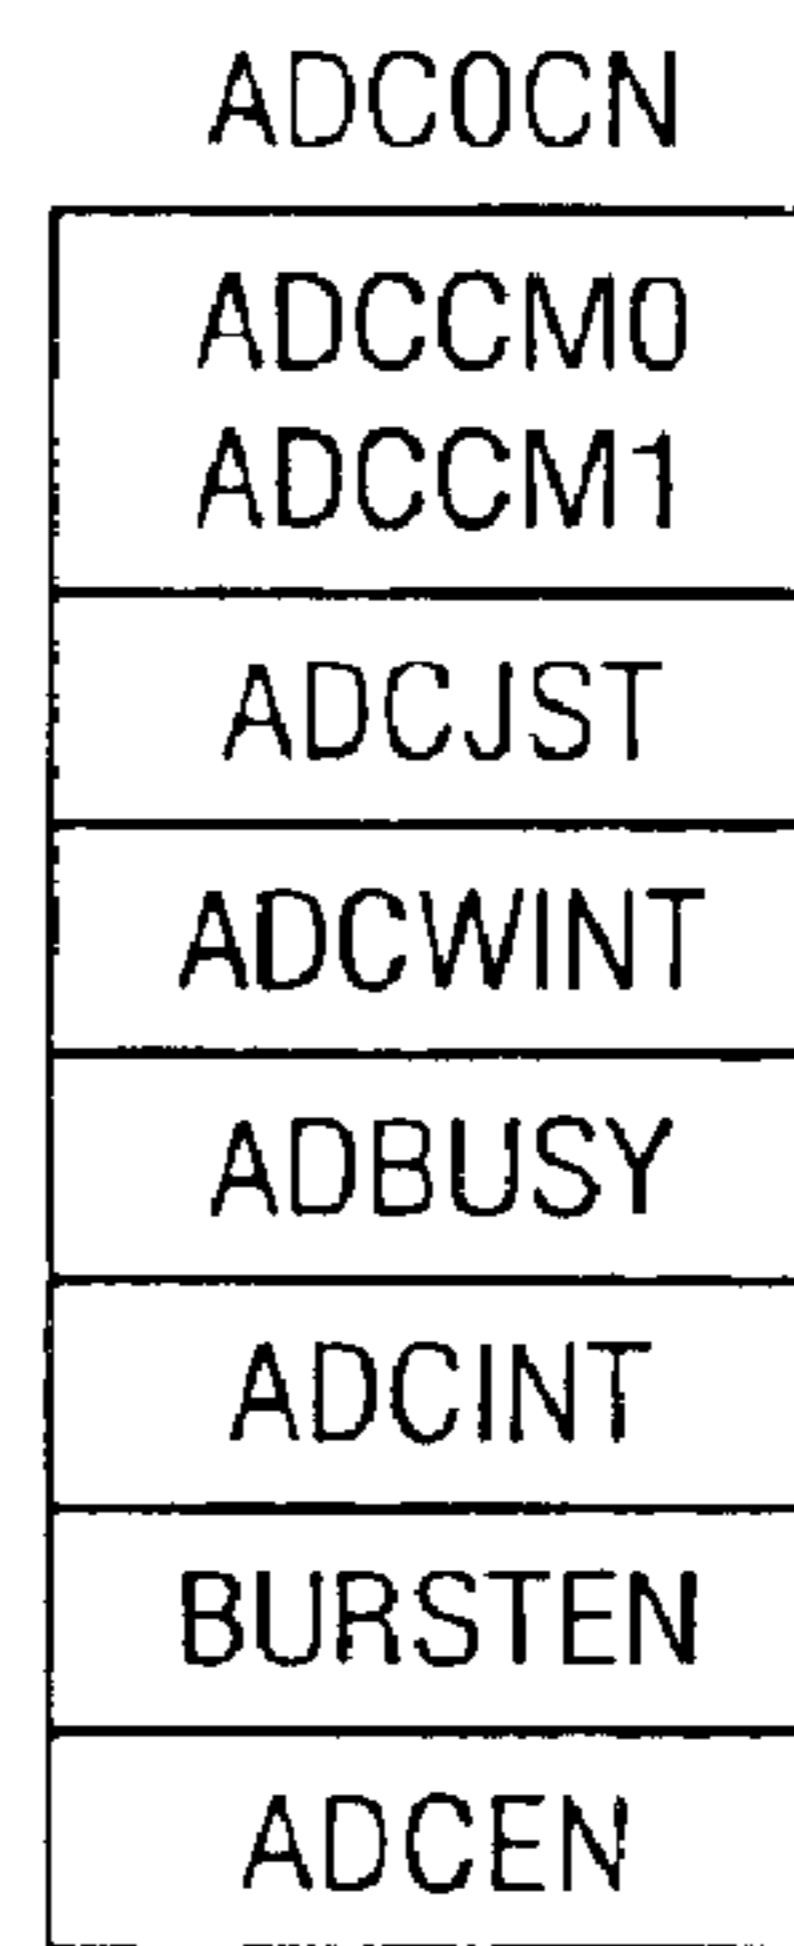 ADC0CN
ADCCM0
ADCCM1
ADCJST
ADCWINT
ADBUSY
ADCINT
BURSTEN
ADCEN